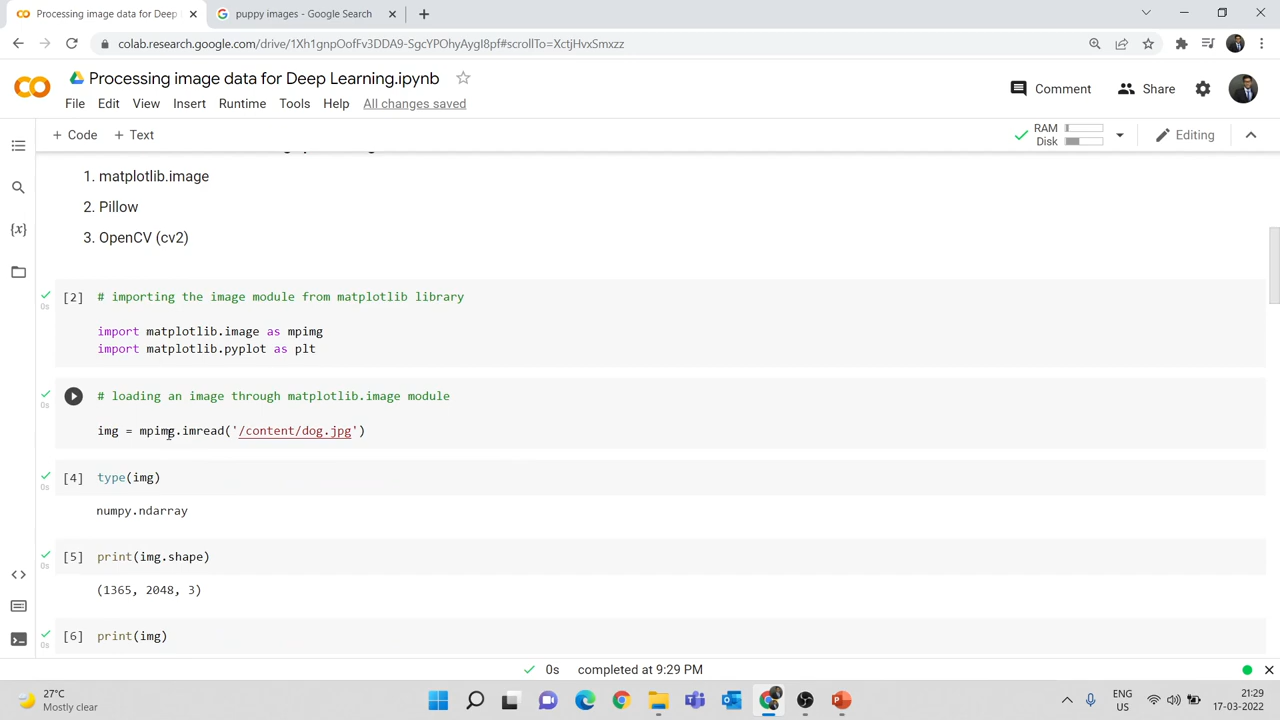 Processing image data for Deep L
puppy images - Google Search
colab.research.google.com/drive/1Xh1gnpOofFv3DDA9-SgcYPOhyAygI8pf#scrollTo=XctjHvxSmxzz
Processing image data for Deep Learning.ipynb
File Edit View Insert Runtime Tools Help All changes saved
Comment
Share
+ Code + Text
RAM
Disk
Editing
1. matplotlib.image
2. Pillow
3. OpenCV (cv2)
0s
[2] # importing the image module from matplotlib library
import matplotlib.image as mpimg
import matplotlib.pyplot as plt
0s
# loading an image through matplotlib.image module
img = mpimg.imread('/content/dog.jpg')
0s
[4] type(img)
numpy.ndarray
0s
[5] print(img.shape)
(1365, 2048, 3)
0s
[6] print(img)
0s completed at 9:29 PM
27°C
Mostly clear
ENG
US
21:29
17-03-2022